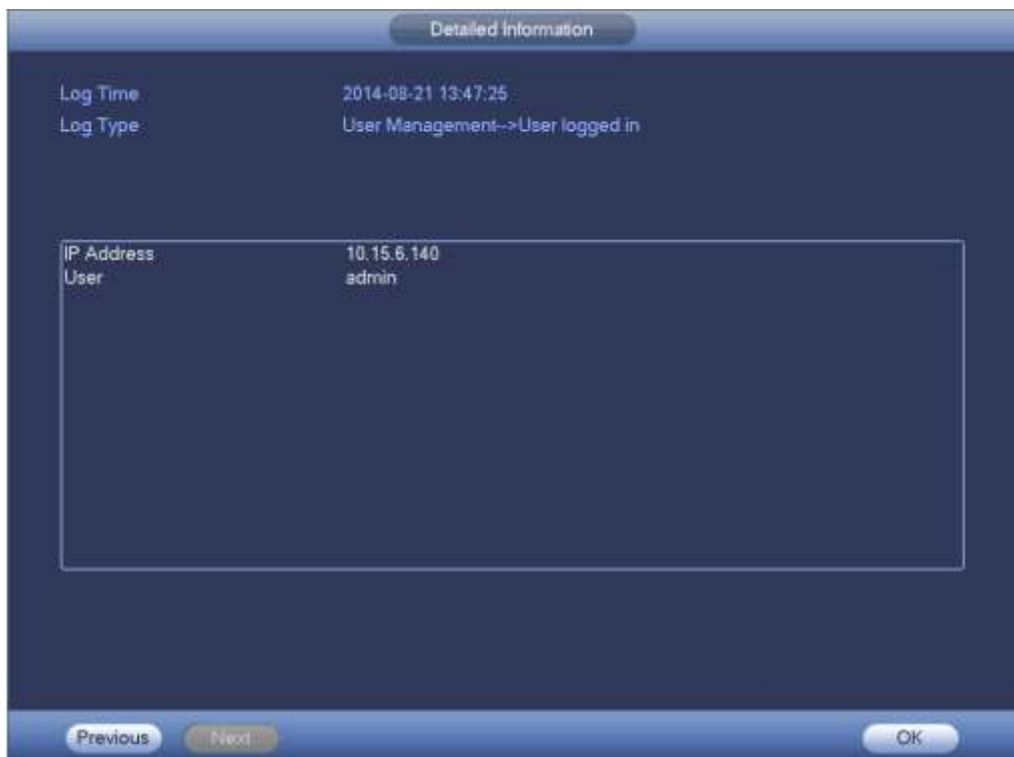 Detailed Information
Log Time 2014-08-21 13:47:25
Log Type User Management-->User logged in
IP Address 10.15.6.140
User admin
Previous Next OK